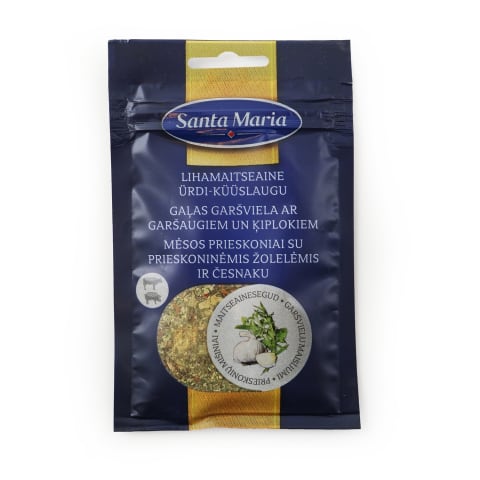 Santa Maria
LIHAMAITSEAINE
ÜRDI-KÜÜSLAUGU
GAĻAS GARŠVIELA AR
GARŠAUGIEM UN ĶIPLOKIEM
MĖSOS PRIESKONIAI SU
PRIESKONINĖMIS ŽOLELĖMIS
IR ČESNAKU
MAITSEAINESEGUD • GARŠVIELU MAISĪJUMI • PRIESKONIŲ MIŠINIAI •